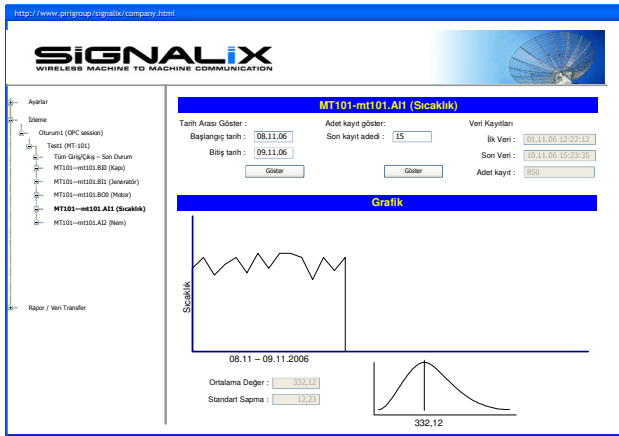 http://www.pirigroup/signalix/company.html
SiGNALiX
WIRELESS MACHINE TO MACHINE COMMUNICATION
Ayarlar
İzleme
Oturum1 (OPC session)
Test1 (MT-101)
Tüm Giriş/Çıkış – Son Durum
MT101—mt101.BI0 (Kapı)
MT101—mt101.BI1 (Jeneratör)
MT101—mt101.BO0 (Motor)
MT101—mt101.AI1 (Sıcaklık)
MT101—mt101.AI2 (Nem)
Rapor / Veri Transfer
MT101-mt101.AI1 (Sıcaklık)
Tarih Arası Göster :
Başlangıç tarih : 08.11.06
Bitiş tarih : 09.11.06
Göster
Adet kayıt göster:
Son kayıt adedi : 15
Göster
Veri Kayıtları
İlk Veri : 01.11.06 12:22:12
Son Veri : 10.11.06 15:23:35
Adet kayıt : 850
Grafik
Sıcaklık
08.11 – 09.11.2006
Ortalama Değer : 332,12
Standart Sapma : 12,23
332,12